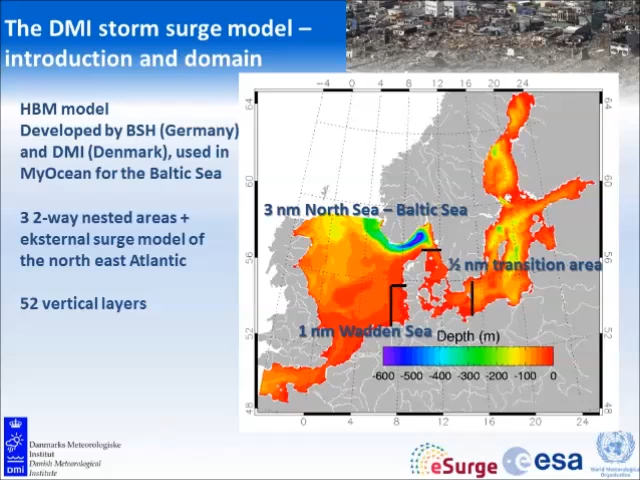 The DMI storm surge model –
introduction and domain
HBM model
Developed by BSH (Germany)
and DMI (Denmark), used in
MyOcean for the Baltic Sea
3 2-way nested areas +
eksternal surge model of
the north east Atlantic
52 vertical layers
-4 0 4 8 12 16 20 24
64 64
60 60
3 nm North Sea – Baltic Sea
56 56
½ nm transition area
1 nm Wadden Sea
52 52
Depth (m)
-600 -500 -400 -300 -200 -100 0
48 48
0 4 8 12 16 20 24
dmi
Danmarks Meteorologiske
Institut
Danish Meteorological
Institute
eSurge
esa
World Meteorological
Organization